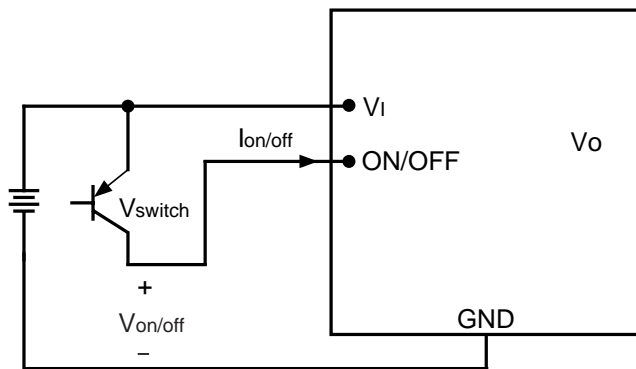 VI
Vo
Ion/off
ON/OFF
Vswitch
+
Von/off
–
GND